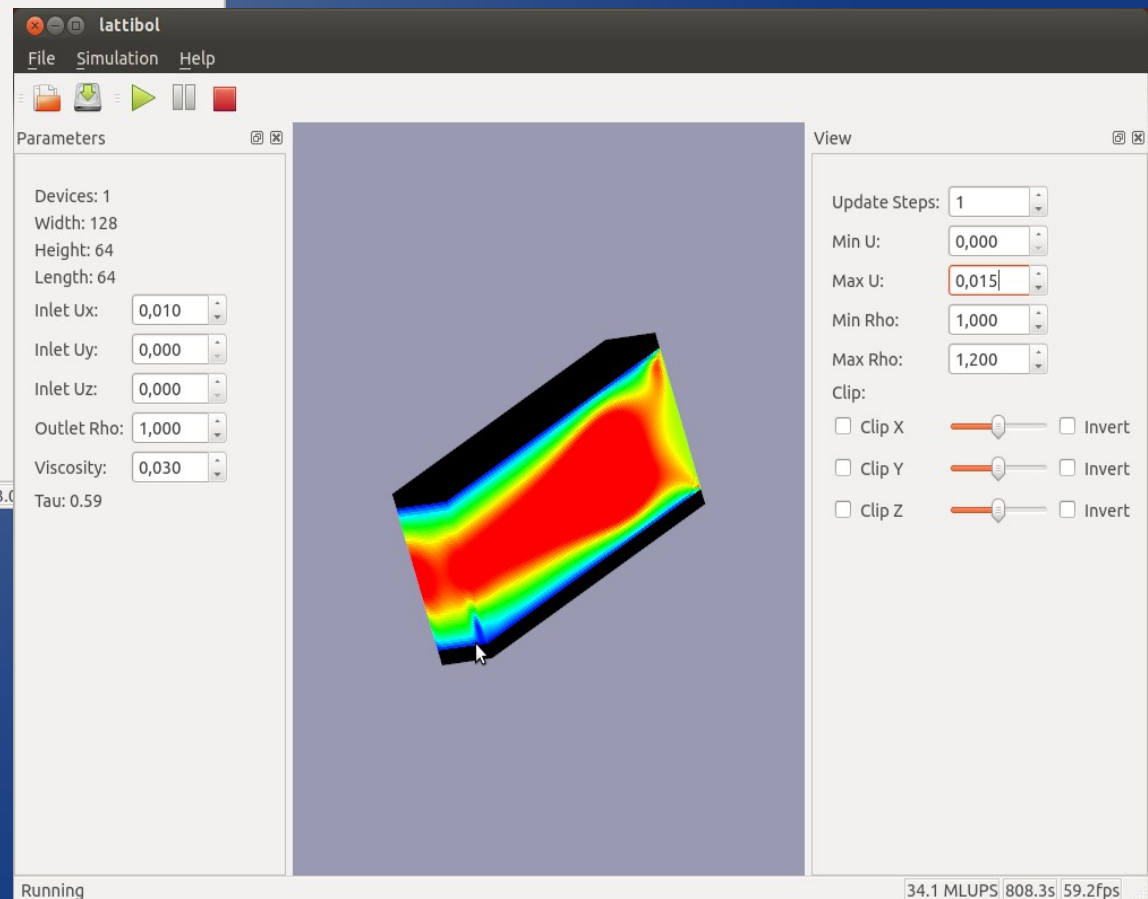 lattibol
File Simulation Help
Parameters
Devices: 1
Width: 128
Height: 64
Length: 64
Inlet Ux: 0,010
Inlet Uy: 0,000
Inlet Uz: 0,000
Outlet Rho: 1,000
Viscosity: 0,030
Tau: 0.59
View
Update Steps: 1
Min U: 0,000
Max U: 0,015
Min Rho: 1,000
Max Rho: 1,200
Clip:
Clip X Invert
Clip Y Invert
Clip Z Invert
Running 34.1 MLUPS 808.3s 59.2fps